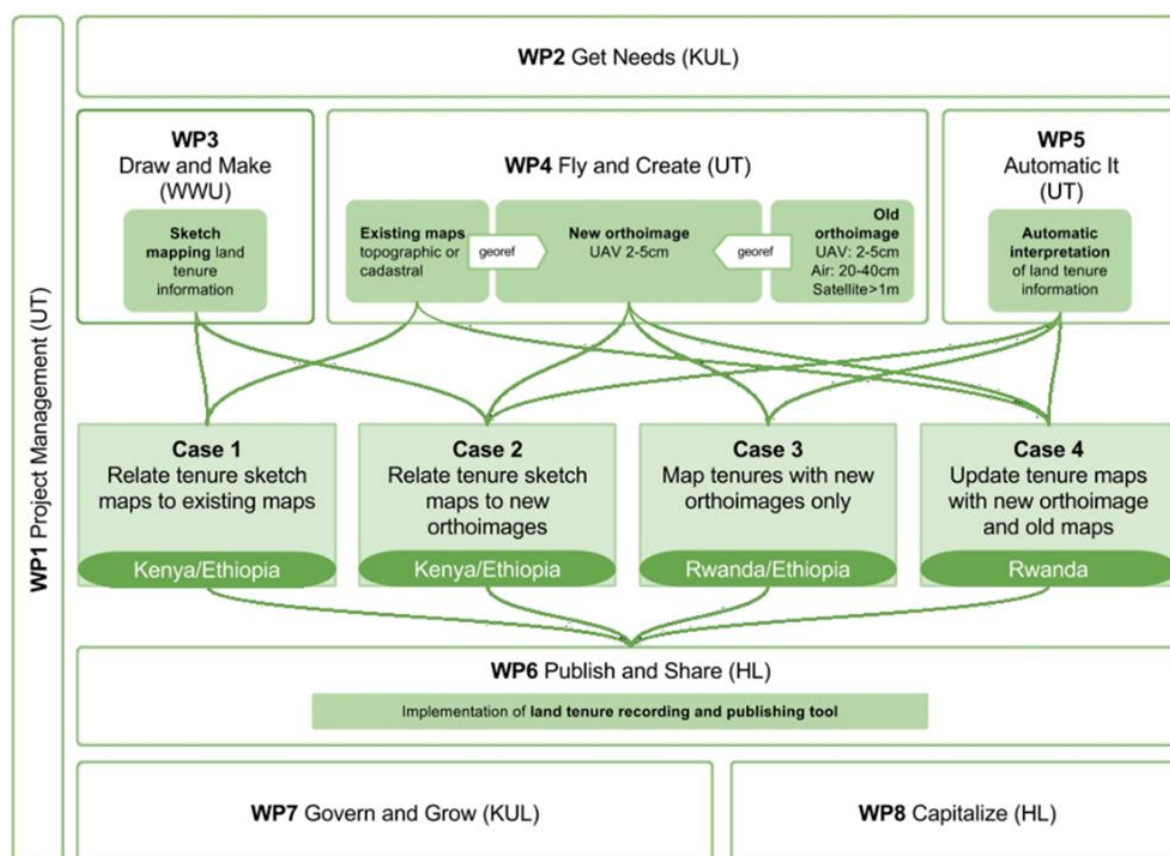 WP1 Project Management (UT)
WP2 Get Needs (KUL)
WP3
Draw and Make
(WWU)
Sketch
mapping land
tenure
information
WP4 Fly and Create (UT)
Existing maps
topographic or
cadastral
georef
New orthoimage
UAV 2-5cm
georef
Old
orthoimage
UAV: 2-5cm
Air: 20-40cm
Satellite>1m
WP5
Automatic It
(UT)
Automatic
interpretation
of land tenure
information
Case 1
Relate tenure sketch
maps to existing maps
Kenya/Ethiopia
Case 2
Relate tenure sketch
maps to new
orthoimages
Kenya/Ethiopia
Case 3
Map tenures with new
orthoimages only
Rwanda/Ethiopia
Case 4
Update tenure maps
with new orthoimage
and old maps
Rwanda
WP6 Publish and Share (HL)
Implementation of land tenure recording and publishing tool
WP7 Govern and Grow (KUL)
WP8 Capitalize (HL)